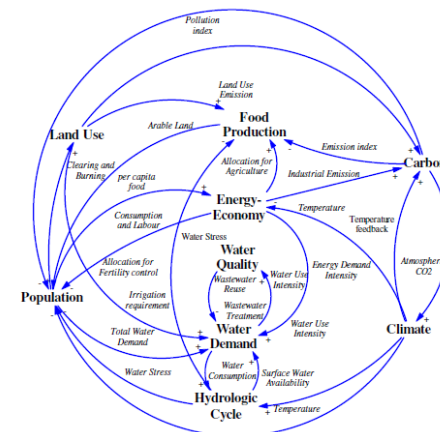 Pollution
index
Land Use
Emission
Food
Production
Land Use
Arable Land
Emission index
Carbon
Clearing and
Burning
per capita
food
Allocation for
Agriculture
Industrial Emission
Energy-
Economy
Temperature
Temperature
feedback
Consumption
and Labour
Water Stress
Water
Quality
Allocation for
Fertility control
Energy Demand
Intensity
Atmospher
CO2
Wastewater
Reuse
Water Use
Intensity
Population
Irrigation
requirement
Wastewater
Treatment
Water
Demand
Water Use
Intensity
Climate
Total Water
Demand
Water
Consumption
Surface Water
Availability
Water Stress
Hydrologic
Cycle
Temperature